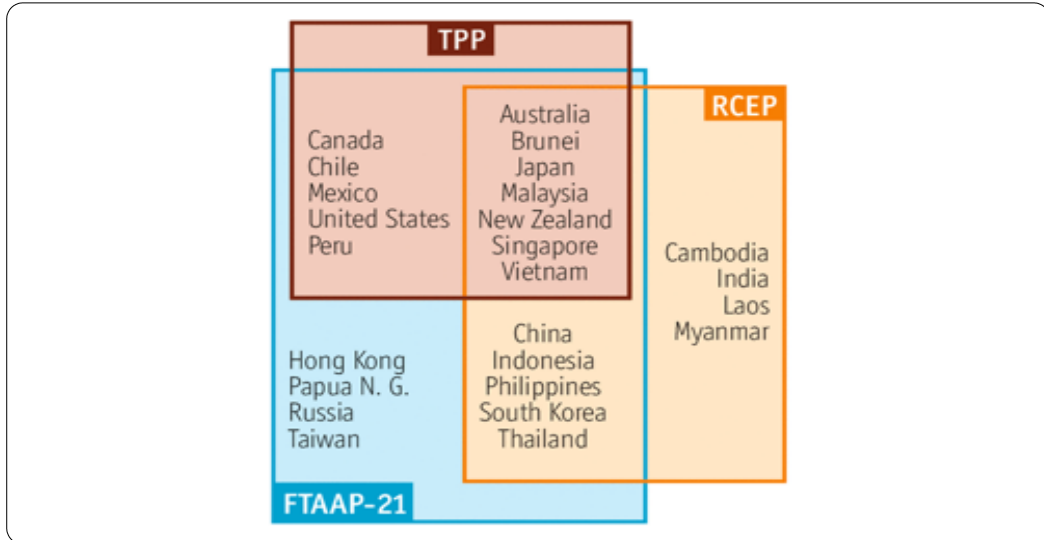 TPP
RCEP
Canada
Chile
Mexico
United States
Peru
Australia
Brunei
Japan
Malaysia
New Zealand
Singapore
Vietnam
Cambodia
India
Laos
Myanmar
Hong Kong
Papua N. G.
Russia
Taiwan
China
Indonesia
Philippines
South Korea
Thailand
FTAAP-21